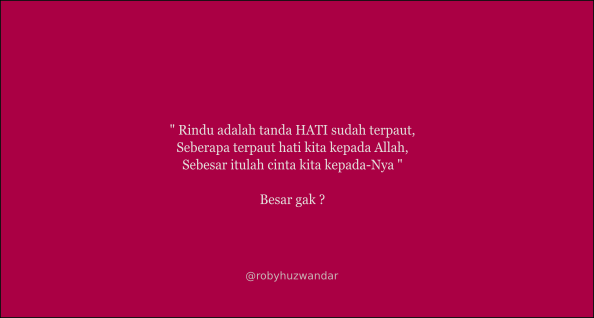 " Rindu adalah tanda HATI sudah terpaut,
Seberapa terpaut hati kita kepada Allah,
Sebesar itulah cinta kita kepada-Nya "
Besar gak ?
@robyhuzwandar